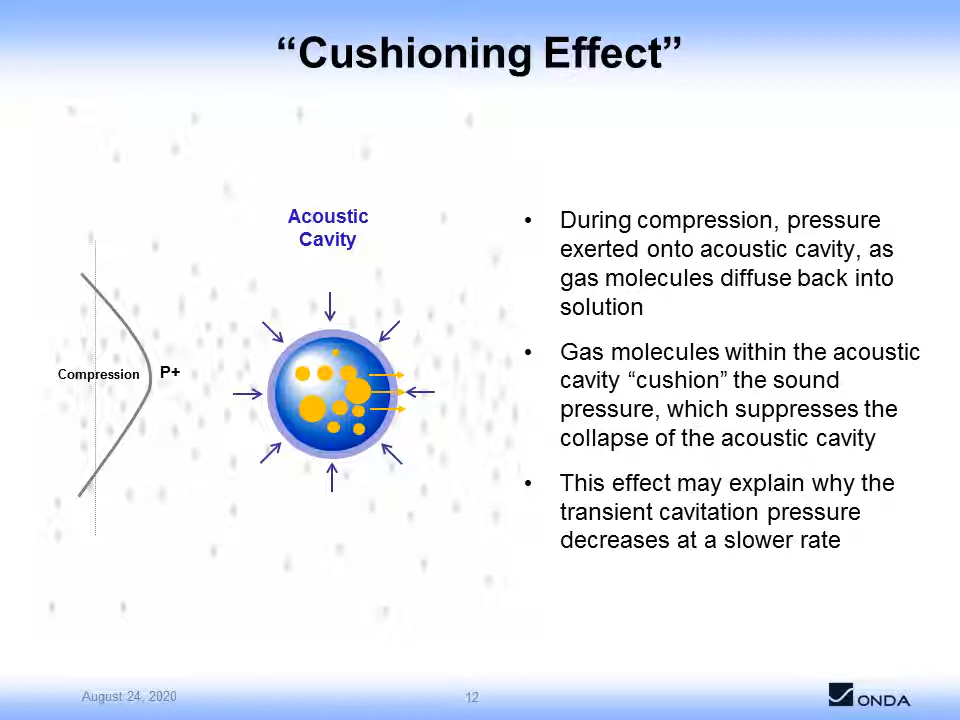 “Cushioning Effect”
Acoustic
Cavity
Compression
P+
• During compression, pressure
exerted onto acoustic cavity, as
gas molecules diffuse back into
solution
• Gas molecules within the acoustic
cavity “cushion” the sound
pressure, which suppresses the
collapse of the acoustic cavity
• This effect may explain why the
transient cavitation pressure
decreases at a slower rate
August 24, 2020
12
ONDA